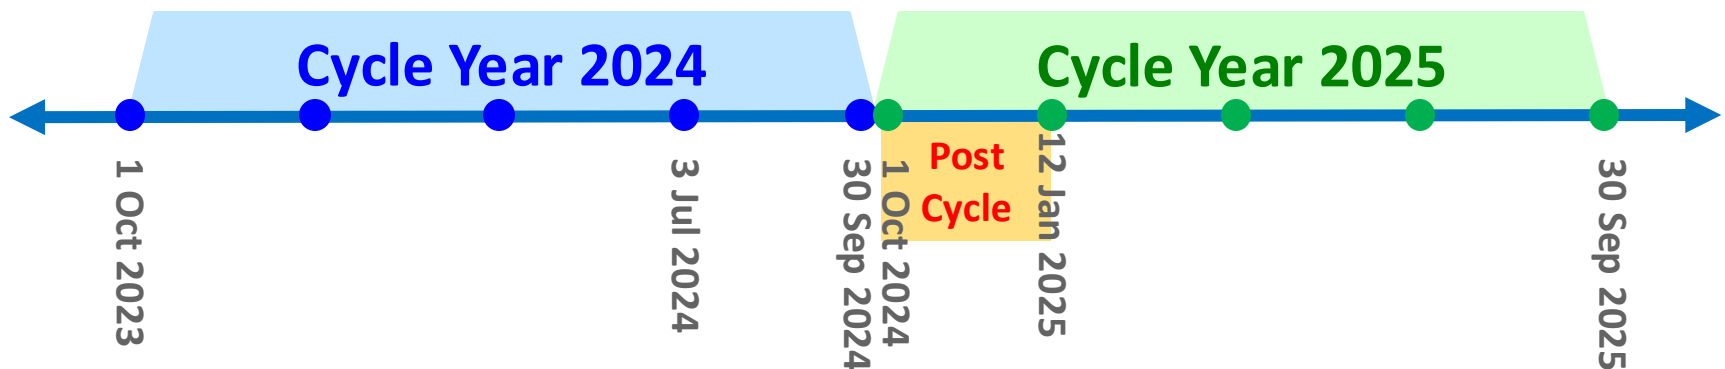 Cycle Year 2024
Cycle Year 2025
Post
Cycle
1 Oct 2023
3 Jul 2024
30 Sep 2024
1 Oct 2024
12 Jan 2025
30 Sep 2025